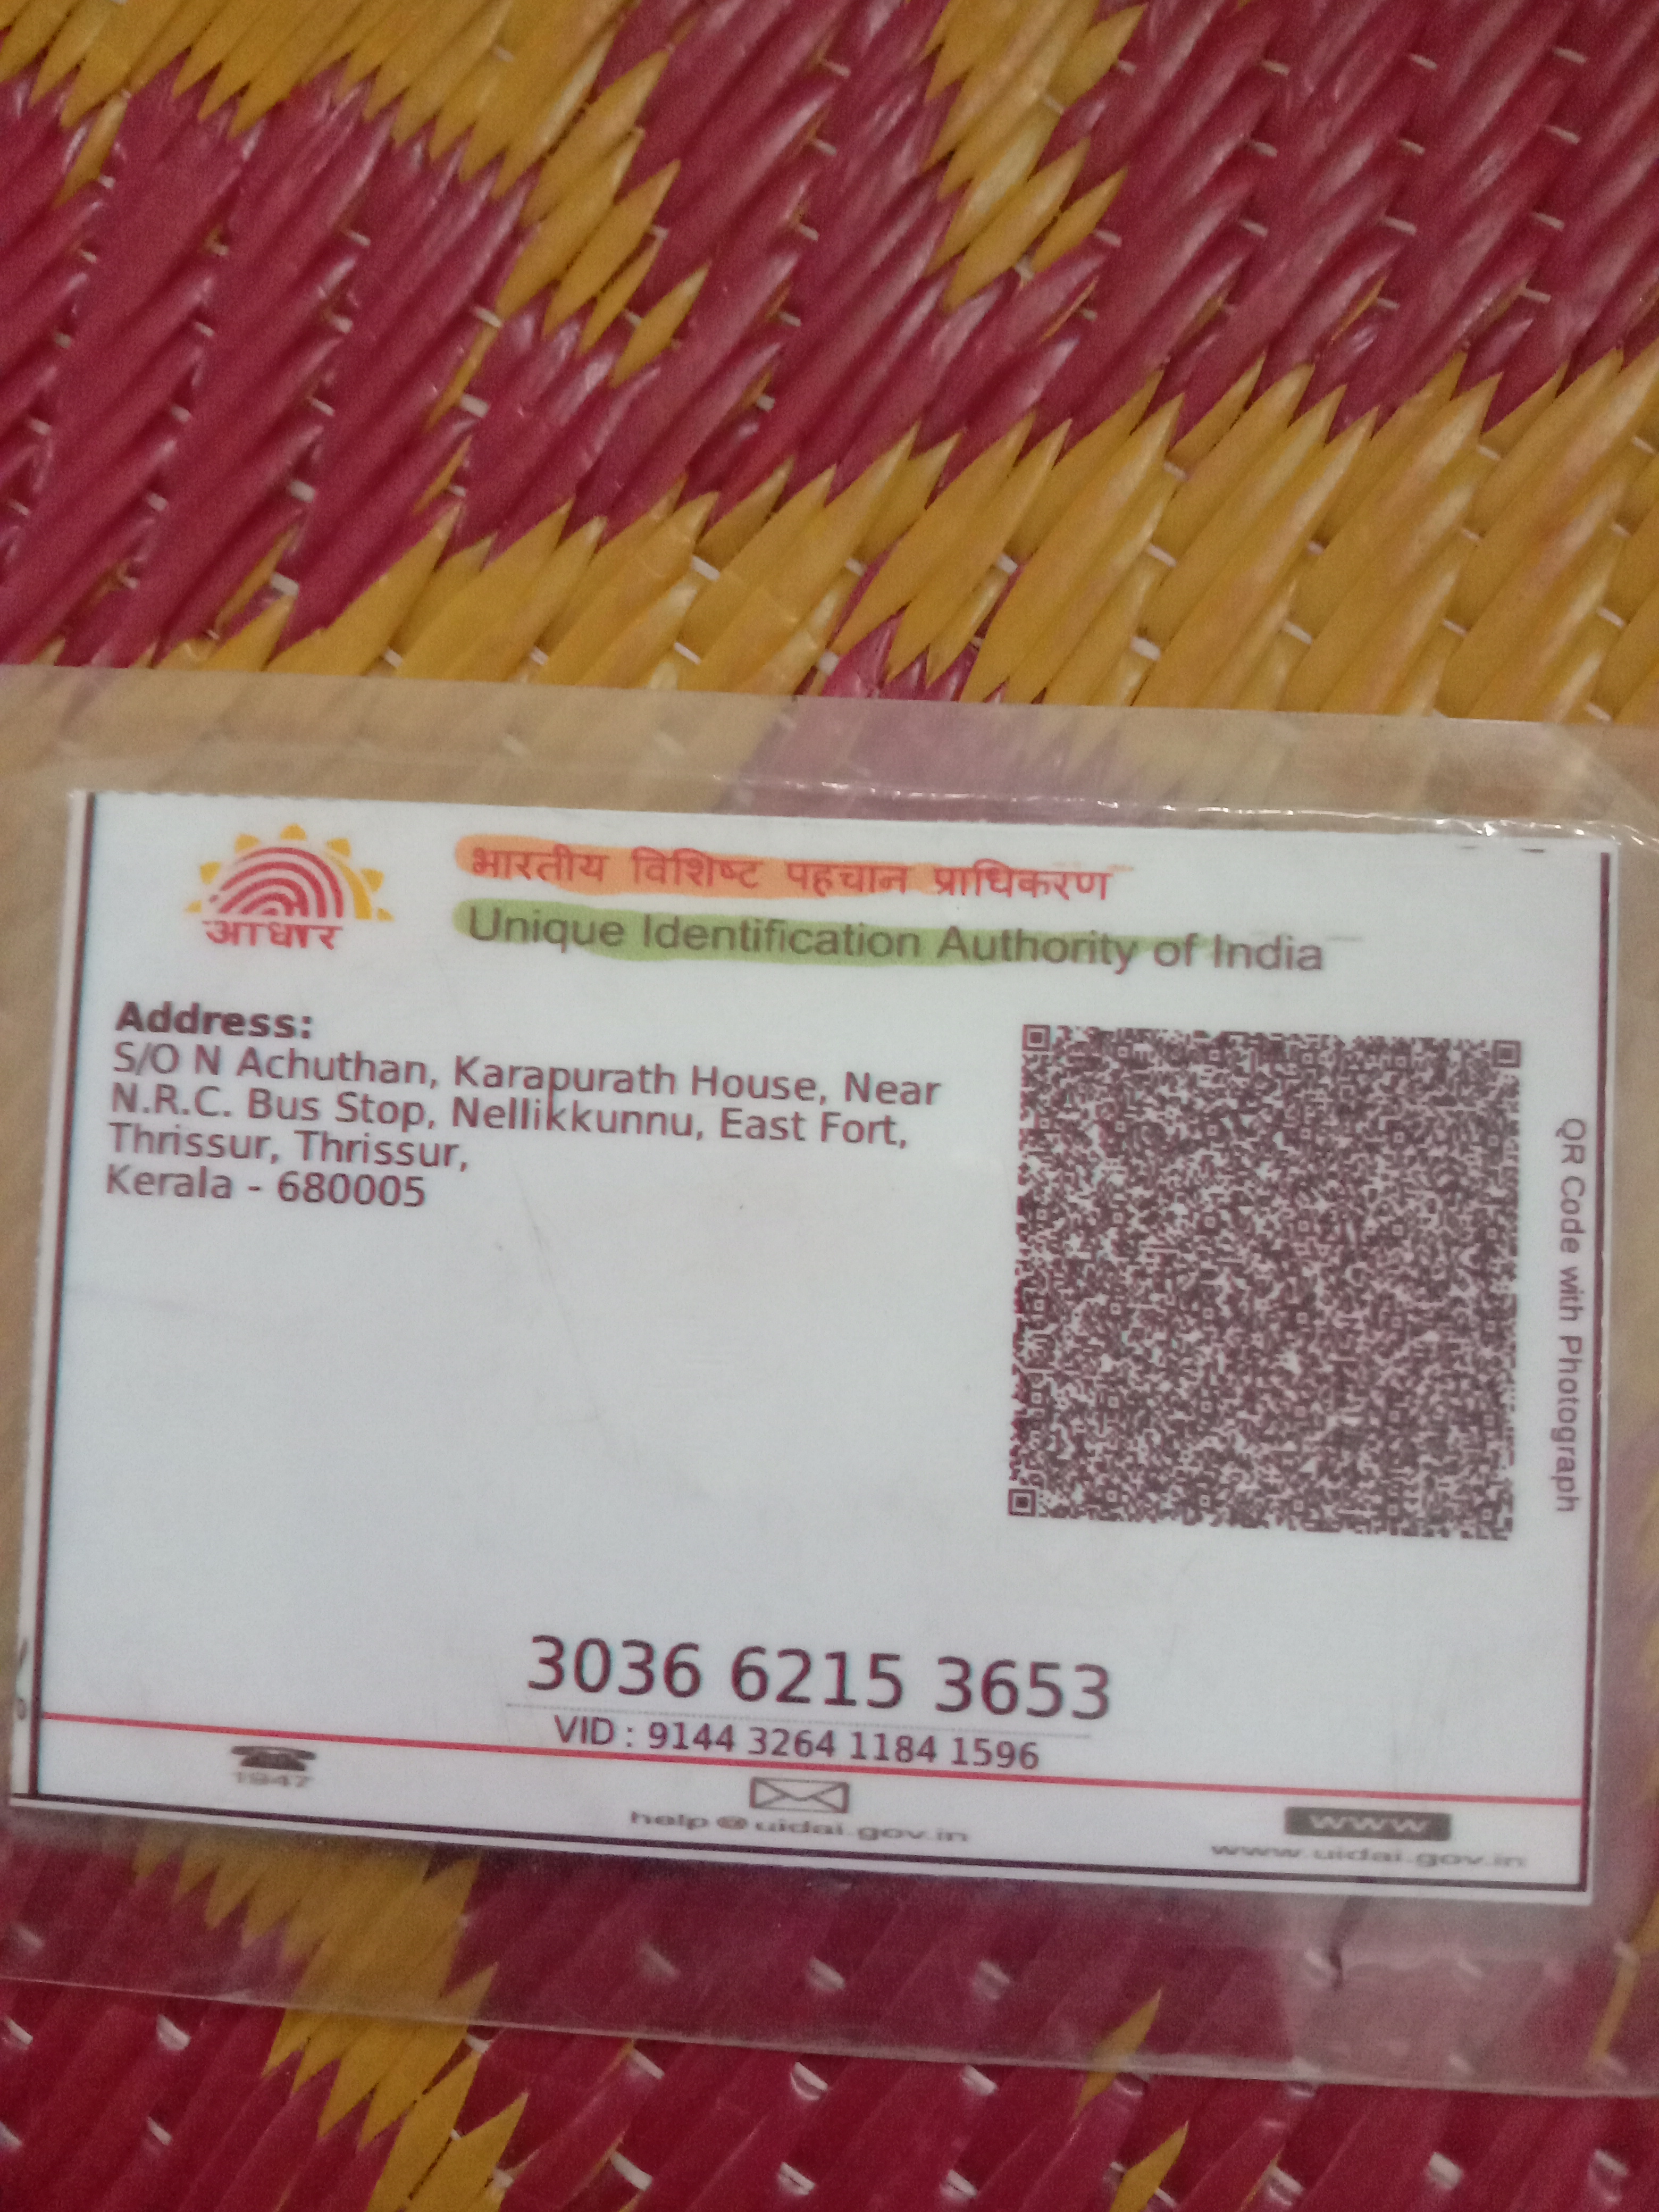 आधार
भारतीय विशिष्ट पहचान प्राधिकरण
Unique Identification Authority of India
Address:
S/O N Achuthan, Karapurath House, Near
N.R.C. Bus Stop, Nellikkunnu, East Fort,
Thrissur, Thrissur,
Kerala - 680005
QR Code with Photograph
3036 6215 3653
VID : 9144 3264 1184 1596
1947
help@uidai.gov.in
www
www.uidai.gov.in